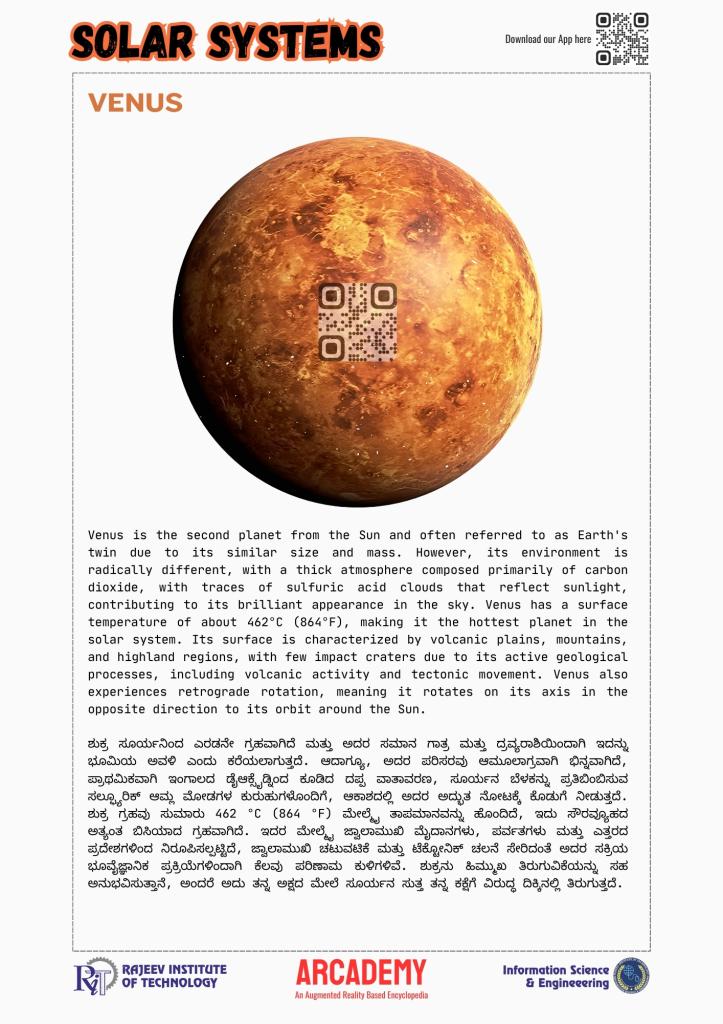 SOLAR SYSTEMS
Download our App here
VENUS
Venus is the second planet from the Sun and often referred to as Earth's
twin due to its similar size and mass. However, its environment is
radically different, with a thick atmosphere composed primarily of carbon
dioxide, with traces of sulfuric acid clouds that reflect sunlight,
contributing to its brilliant appearance in the sky. Venus has a surface
temperature of about 462°C (864°F), making it the hottest planet in the
solar system. Its surface is characterized by volcanic plains, mountains,
and highland regions, with few impact craters due to its active geological
processes, including volcanic activity and tectonic movement. Venus also
experiences retrograde rotation, meaning it rotates on its axis in the
opposite direction to its orbit around the Sun.
ಶುಕ್ರ ಸೂರ್ಯನಿಂದ ಎರಡನೇ ಗ್ರಹವಾಗಿದೆ ಮತ್ತು ಅದರ ಸಮಾನ ಗಾತ್ರ ಮತ್ತು ದ್ರವ್ಯರಾಶಿಯಿಂದಾಗಿ ಇದನ್ನು
ಭೂಮಿಯ ಅವಳಿ ಎಂದು ಕರೆಯಲಾಗುತ್ತದೆ. ಆದಾಗ್ಯೂ, ಅದರ ಪರಿಸರವು ಆಮೂಲಾಗ್ರವಾಗಿ ಭಿನ್ನವಾಗಿದೆ,
ಪ್ರಾಥಮಿಕವಾಗಿ ಇಂಗಾಲದ ಡೈಆಕ್ಸೈಡ್ನಿಂದ ಕೂಡಿದ ದಪ್ಪ ವಾತಾವರಣ, ಸೂರ್ಯನ ಬೆಳಕನ್ನು ಪ್ರತಿಬಿಂಬಿಸುವ
ಸಲ್ಫ್ಯೂರಿಕ್ ಆಮ್ಲ ಮೋಡಗಳ ಕುರುಹುಗಳೊಂದಿಗೆ, ಆಕಾಶದಲ್ಲಿ ಅದರ ಅದ್ಭುತ ನೋಟಕ್ಕೆ ಕೊಡುಗೆ ನೀಡುತ್ತದೆ.
ಶುಕ್ರ ಗ್ರಹವು ಸುಮಾರು 462 °C (864 °F) ಮೇಲ್ಮೈ ತಾಪಮಾನವನ್ನು ಹೊಂದಿದೆ, ಇದು ಸೌರವ್ಯೂಹದ
ಅತ್ಯಂತ ಬಿಸಿಯಾದ ಗ್ರಹವಾಗಿದೆ. ಇದರ ಮೇಲ್ಮೈ ಜ್ವಾಲಾಮುಖಿ ಮೈದಾನಗಳು, ಪರ್ವತಗಳು ಮತ್ತು ಎತ್ತರದ
ಪ್ರದೇಶಗಳಿಂದ ನಿರೂಪಿಸಲ್ಪಟ್ಟಿದೆ, ಜ್ವಾಲಾಮುಖಿ ಚಟುವಟಿಕೆ ಮತ್ತು ಟೆಕ್ಟೋನಿಕ್ ಚಲನೆ ಸೇರಿದಂತೆ ಅದರ ಸಕ್ರಿಯ
ಭೂವೈಜ್ಞಾನಿಕ ಪ್ರಕ್ರಿಯೆಗಳಿಂದಾಗಿ ಕೆಲವು ಪರಿಣಾಮ ಕುಳಿಗಳಿವೆ. ಶುಕ್ರನು ಹಿಮ್ಮುಖ ತಿರುಗುವಿಕೆಯನ್ನು ಸಹ
ಅನುಭವಿಸುತ್ತಾನೆ, ಅಂದರೆ ಅದು ತನ್ನ ಅಕ್ಷದ ಮೇಲೆ ಸೂರ್ಯನ ಸುತ್ತ ತನ್ನ ಕಕ್ಷೆಗೆ ವಿರುದ್ಧ ದಿಕ್ಕಿನಲ್ಲಿ ತಿರುಗುತ್ತದೆ.
RIT RAJEEV INSTITUTE
OF TECHNOLOGY
ARCADEMY
An Augmented Reality Based Encyclopedia
Information Science
& Engineeering